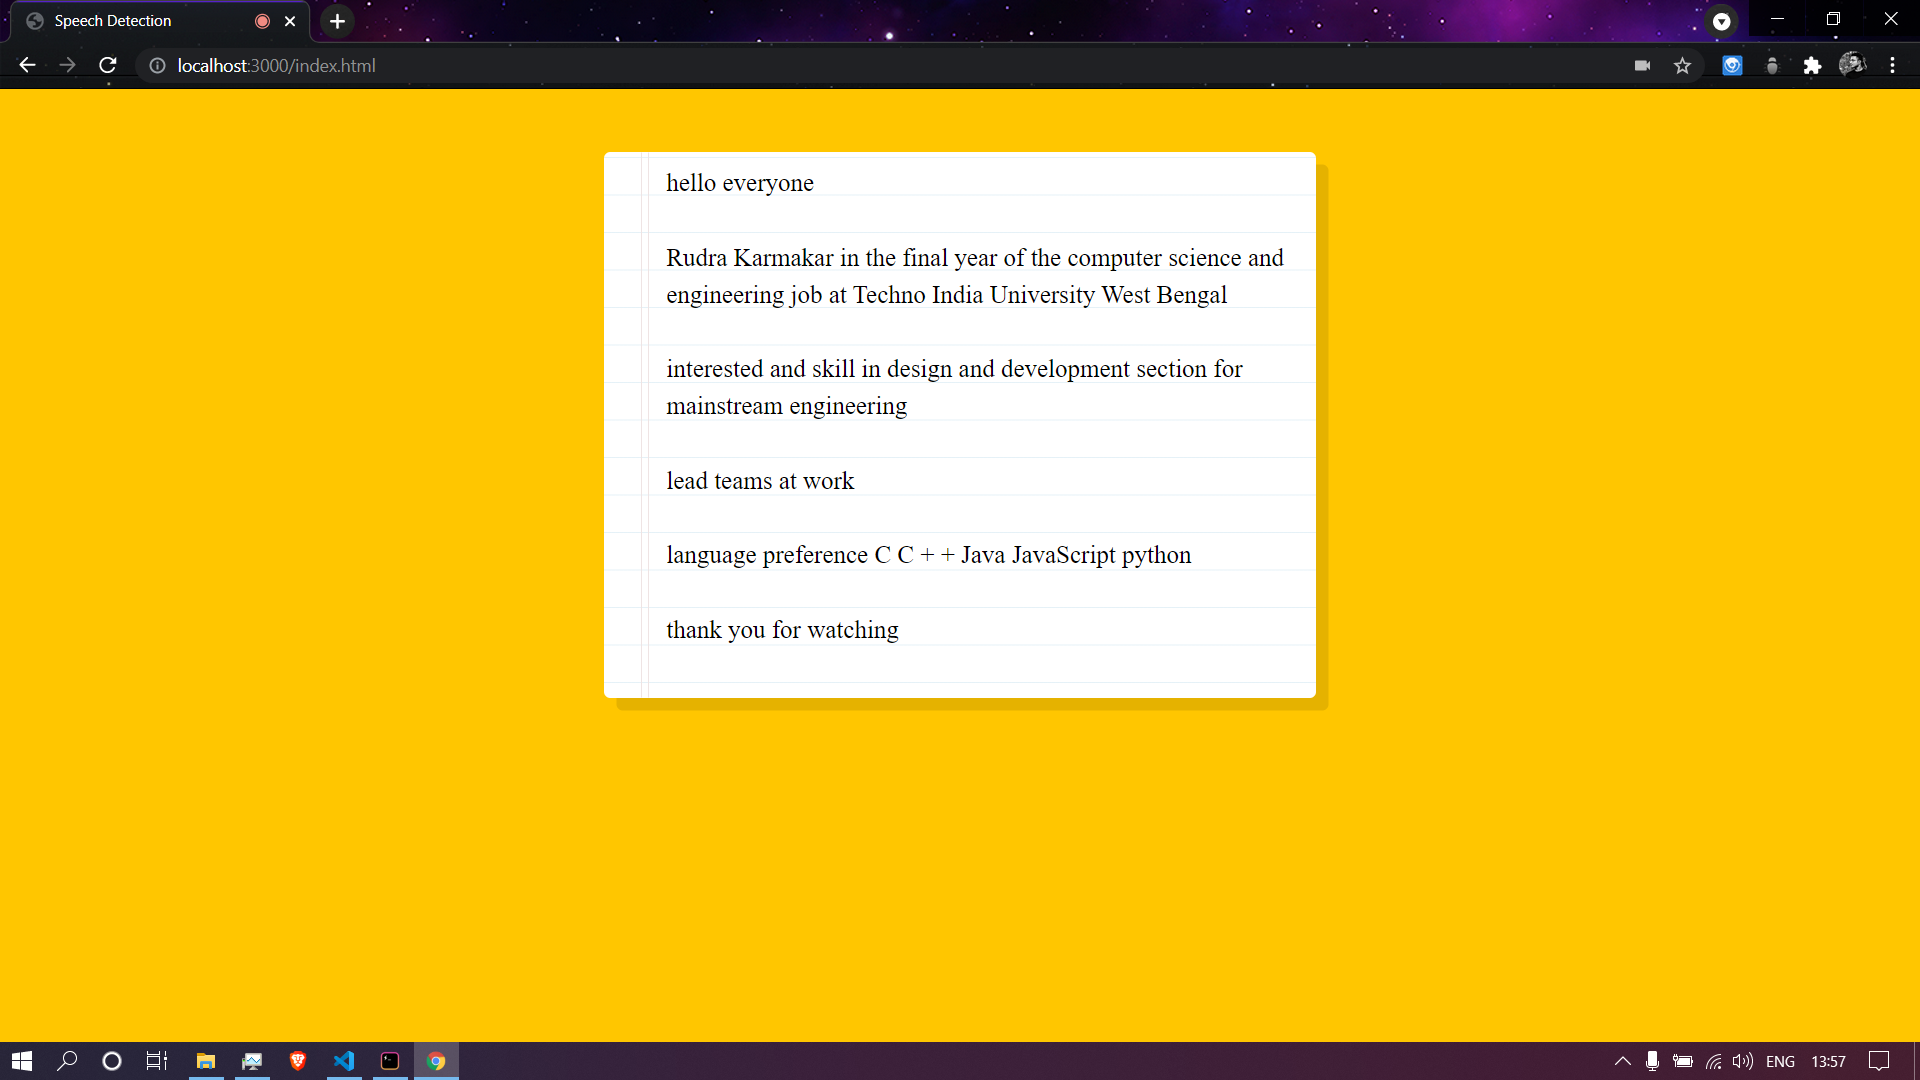 Speech Detection
localhost:3000/index.html
hello everyone
Rudra Karmakar in the final year of the computer science and
engineering job at Techno India University West Bengal
interested and skill in design and development section for
mainstream engineering
lead teams at work
language preference C C + + Java JavaScript python
thank you for watching
ENG 13:57